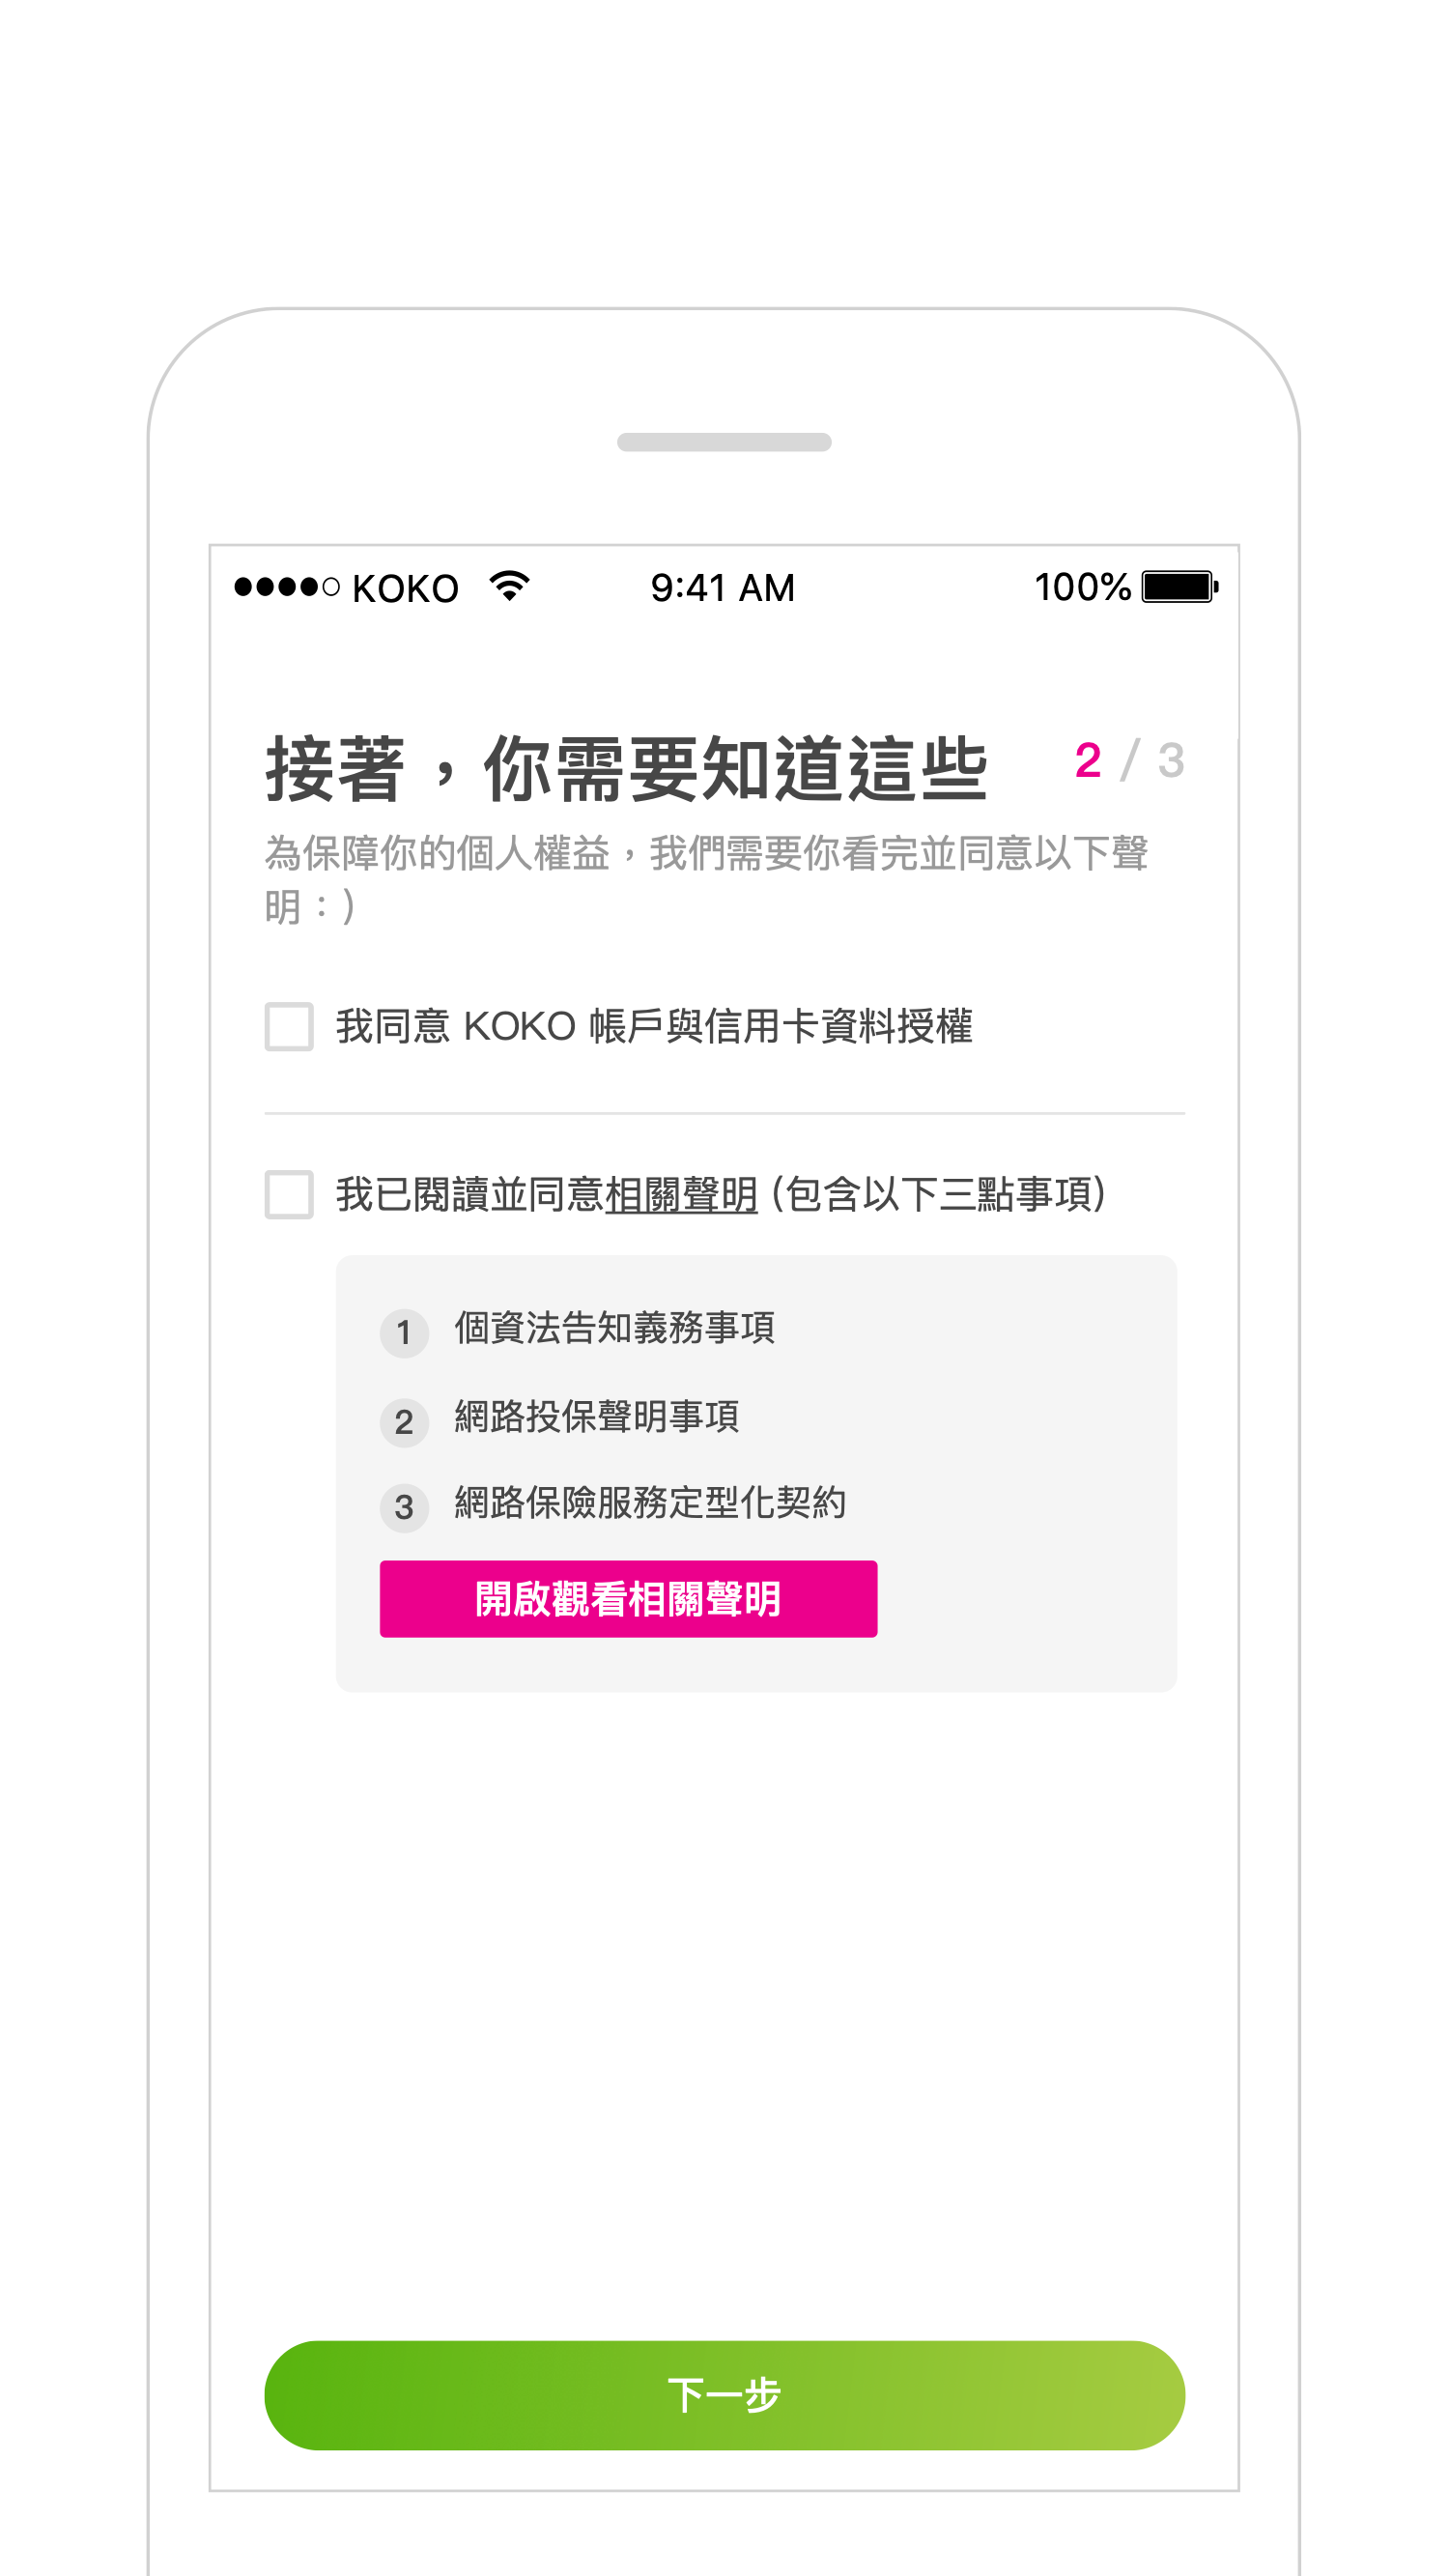 KOKO 9:41 AM 100%
接著，你需要知道這些 2 / 3
為保障你的個人權益，我們需要你看完並同意以下聲
明：)
我同意 KOKO 帳戶與信用卡資料授權
我已閱讀並同意相關聲明 (包含以下三點事項)
1 個資法告知義務事項
2 網路投保聲明事項
3 網路保險服務定型化契約
開啟觀看相關聲明
下一步